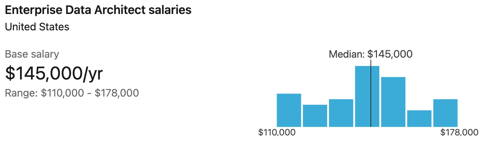 Enterprise Data Architect salaries
United States
Base salary
$145,000/yr
Range: $110,000 - $178,000
Median: $145,000
$110,000
$178,000